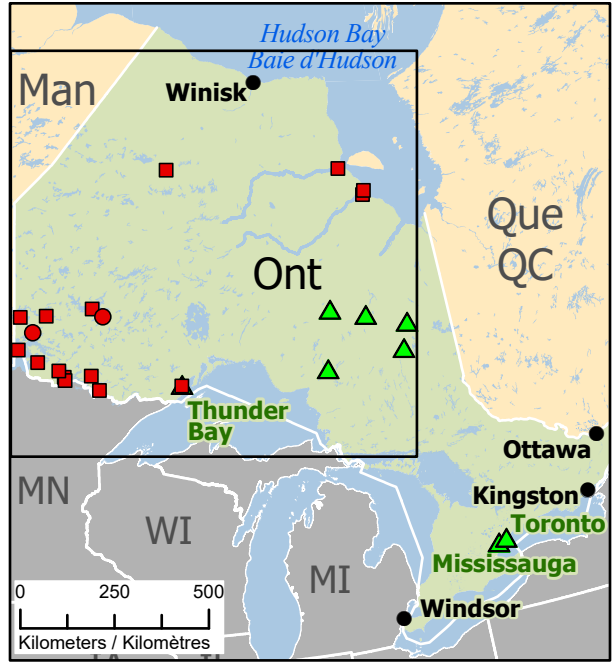 Hudson Bay
Baie d'Hudson
Man
Winisk
Que
QC
Ont
Thunder
Bay
Ottawa
MN
Kingston
WI
Toronto
Mississauga
MI
0 250 500
Windsor
Kilometers / Kilomètres